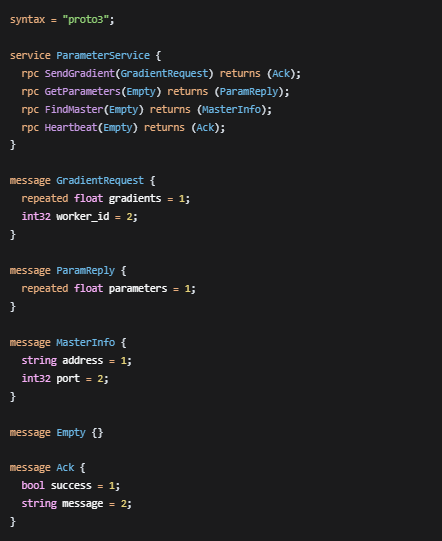 syntax = "proto3";

service ParameterService {
  rpc SendGradient(GradientRequest) returns (Ack);
  rpc GetParameters(Empty) returns (ParamReply);
  rpc FindMaster(Empty) returns (MasterInfo);
  rpc Heartbeat(Empty) returns (Ack);
}

message GradientRequest {
  repeated float gradients = 1;
  int32 worker_id = 2;
}

message ParamReply {
  repeated float parameters = 1;
}

message MasterInfo {
  string address = 1;
  int32 port = 2;
}

message Empty {}

message Ack {
  bool success = 1;
  string message = 2;
}